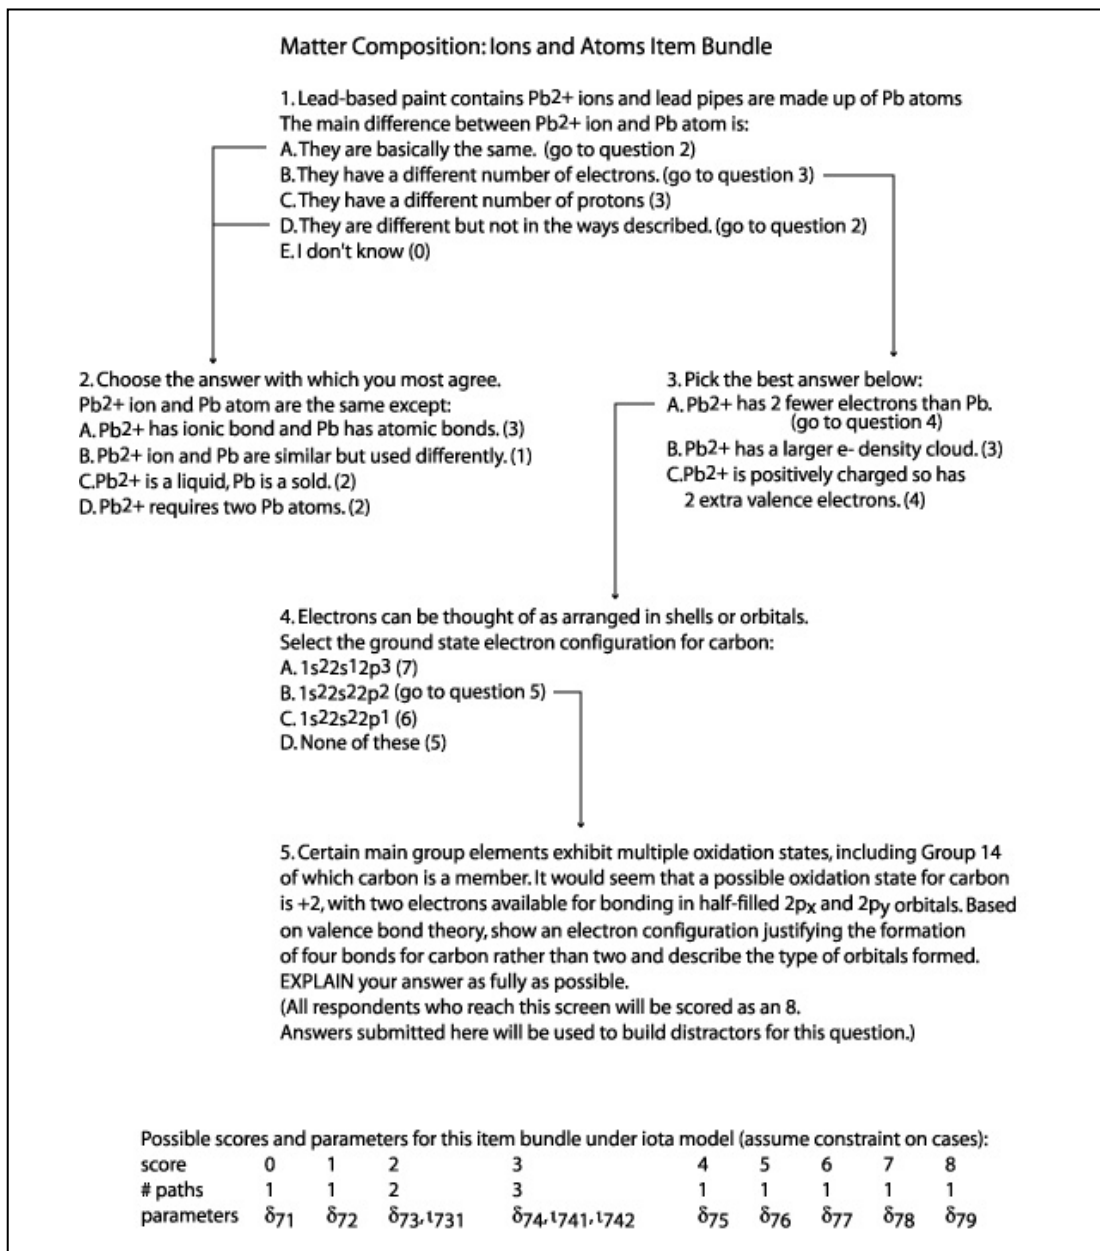 Matter Composition: Ions and Atoms Item Bundle
1. Lead-based paint contains Pb2+ ions and lead pipes are made up of Pb atoms
The main difference between Pb2+ ion and Pb atom is:
A. They are basically the same. (go to question 2)
B. They have a different number of electrons. (go to question 3)
C. They have a different number of protons (3)
D. They are different but not in the ways described. (go to question 2)
E. I don't know (0)
2. Choose the answer with which you most agree.
Pb2+ ion and Pb atom are the same except:
A. Pb2+ has ionic bond and Pb has atomic bonds. (3)
B. Pb2+ ion and Pb are similar but used differently. (1)
C. Pb2+ is a liquid, Pb is a sold. (2)
D. Pb2+ requires two Pb atoms. (2)
3. Pick the best answer below:
A. Pb2+ has 2 fewer electrons than Pb.
(go to question 4)
B. Pb2+ has a larger e- density cloud. (3)
C. Pb2+ is positively charged so has
2 extra valence electrons. (4)
4. Electrons can be thought of as arranged in shells or orbitals.
Select the ground state electron configuration for carbon:
A. 1s22s12p3 (7)
B. 1s22s22p2 (go to question 5)
C. 1s22s22p1 (6)
D. None of these (5)
5. Certain main group elements exhibit multiple oxidation states, including Group 14
of which carbon is a member. It would seem that a possible oxidation state for carbon
is +2, with two electrons available for bonding in half-filled 2px and 2py orbitals. Based
on valence bond theory, show an electron configuration justifying the formation
of four bonds for carbon rather than two and describe the type of orbitals formed.
EXPLAIN your answer as fully as possible.
(All respondents who reach this screen will be scored as an 8.
Answers submitted here will be used to build distractors for this question.)
Possible scores and parameters for this item bundle under iota model (assume constraint on cases):
score 0 1 2 3 4 5 6 7 8
# paths 1 1 2 3 1 1 1 1 1
parameters δ71 δ72 δ73, ι731 δ74, ι741, ι742 δ75 δ76 δ77 δ78 δ79